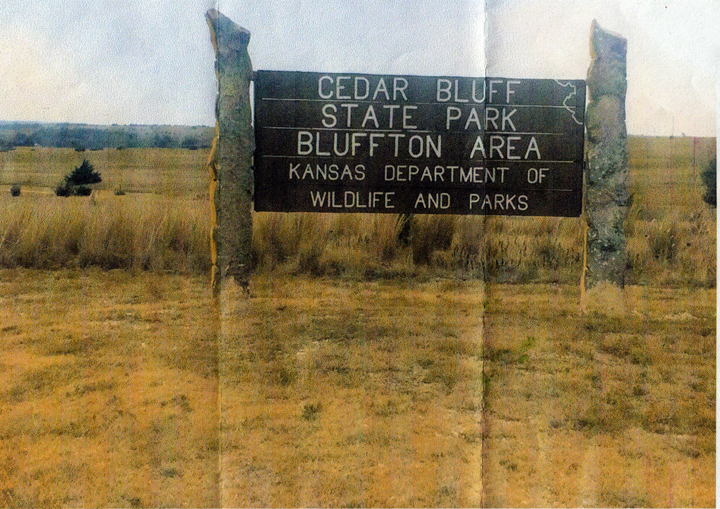 CEDAR BLUFF
STATE PARK
BLUFFTON AREA
KANSAS DEPARTMENT OF
WILDLIFE AND PARKS